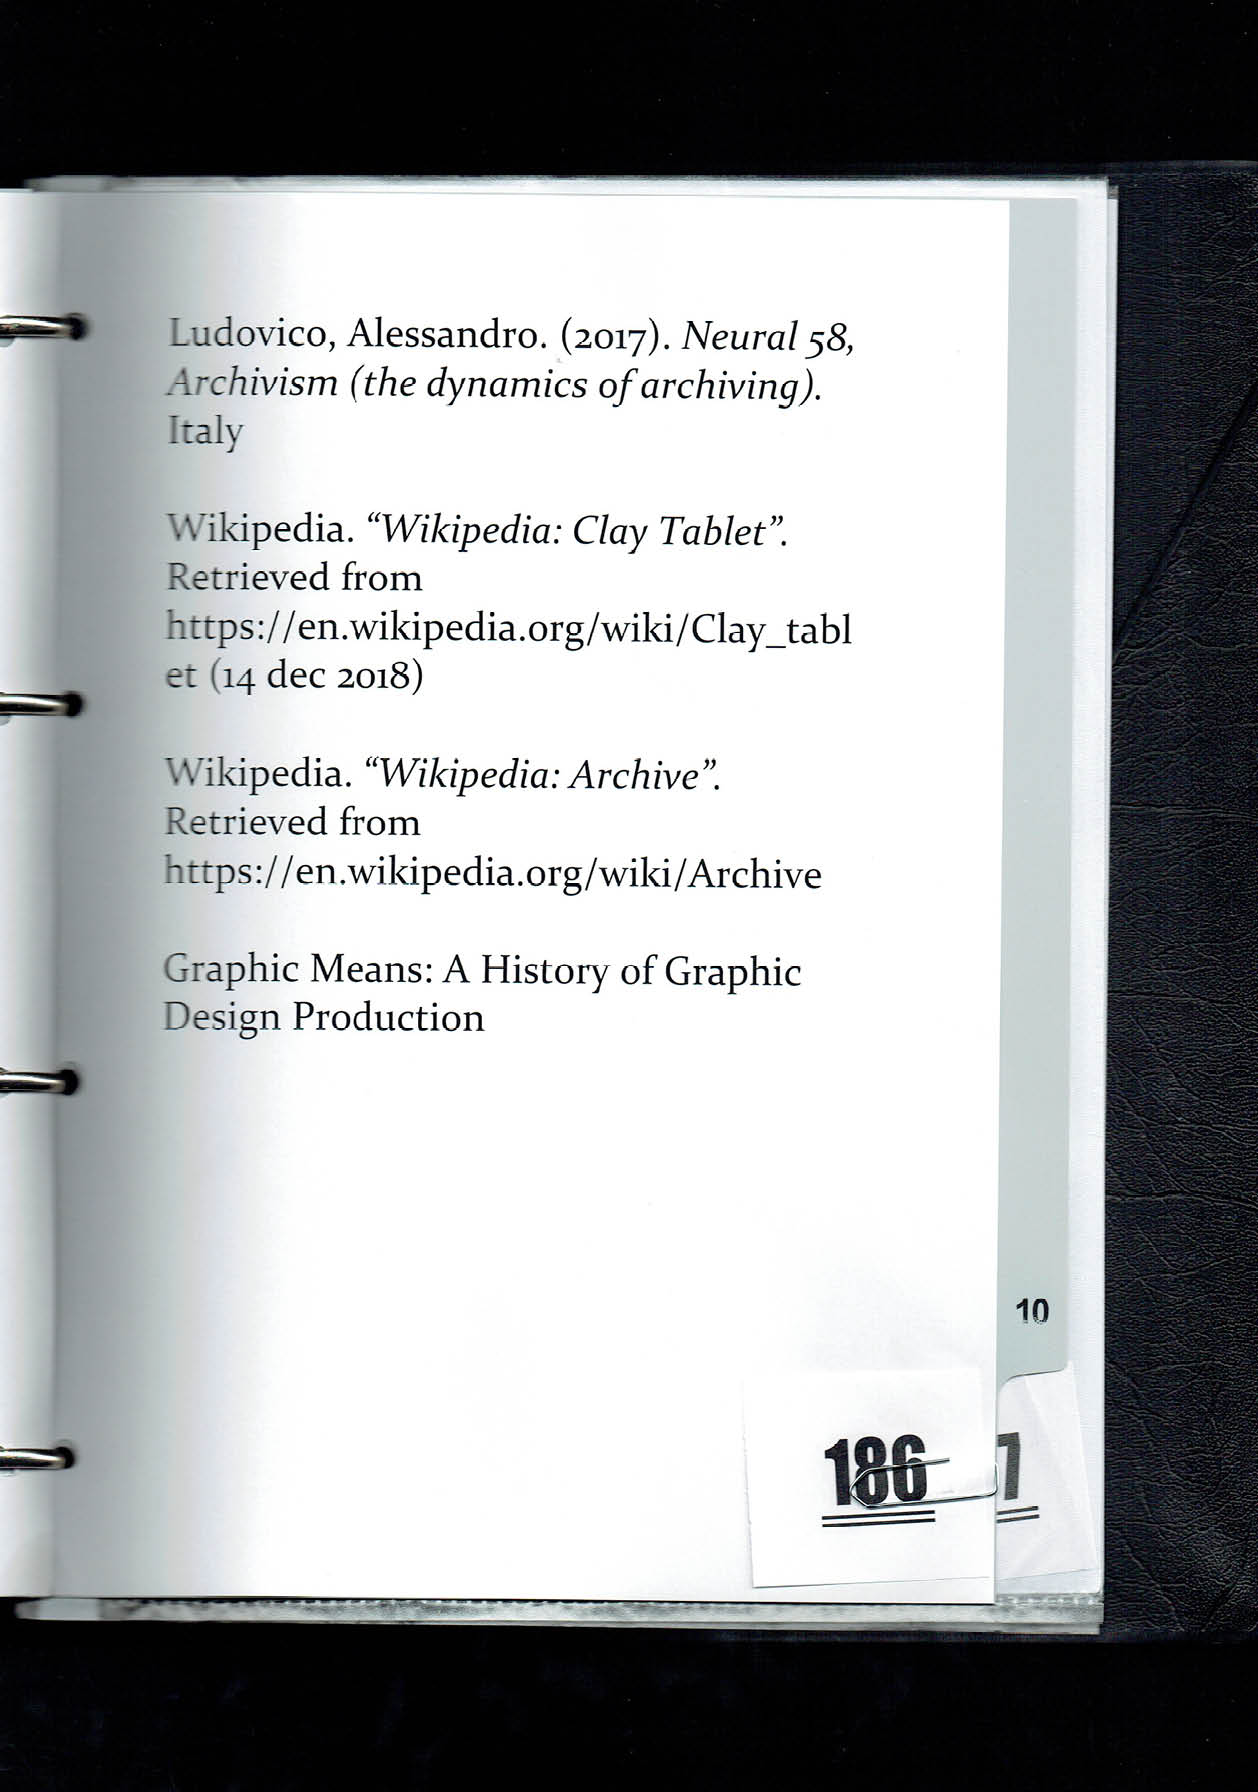 Ludovico, Alessandro. (2017). Neural 58,
Archivism (the dynamics of archiving).
Italy
Wikipedia. “Wikipedia: Clay Tablet”.
Retrieved from
https://en.wikipedia.org/wiki/Clay_tabl
et (14 dec 2018)
Wikipedia. “Wikipedia: Archive”.
Retrieved from
https://en.wikipedia.org/wiki/Archive
Graphic Means: A History of Graphic
Design Production
10
186
7